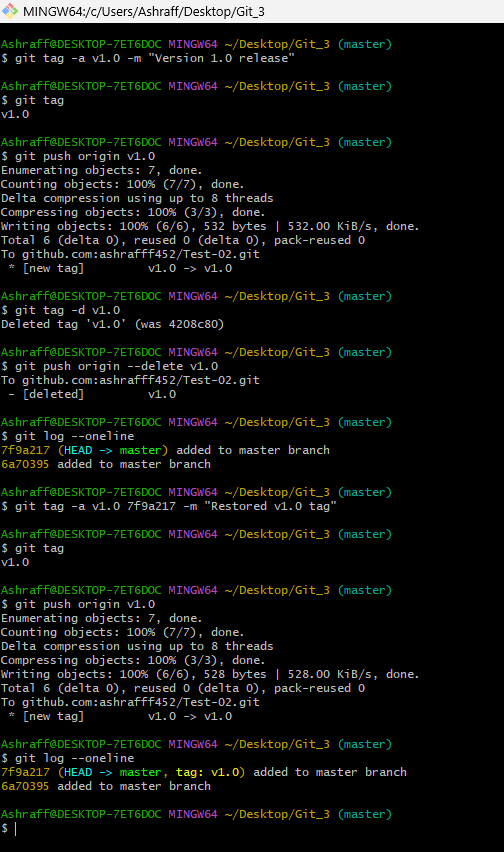 MINGW64:/c/Users/Ashraff/Desktop/Git_3
Ashraff@DESKTOP-7ET6DOC MINGW64 ~/Desktop/Git_3 (master)
$ git tag -a v1.0 -m "Version 1.0 release"
Ashraff@DESKTOP-7ET6DOC MINGW64 ~/Desktop/Git_3 (master)
$ git tag
v1.0
Ashraff@DESKTOP-7ET6DOC MINGW64 ~/Desktop/Git_3 (master)
$ git push origin v1.0
Enumerating objects: 7, done.
Counting objects: 100% (7/7), done.
Delta compression using up to 8 threads
Compressing objects: 100% (3/3), done.
Writing objects: 100% (6/6), 532 bytes | 532.00 KiB/s, done.
Total 6 (delta 0), reused 0 (delta 0), pack-reused 0
To github.com:ashrafff452/Test-02.git
 * [new tag]         v1.0 -> v1.0
Ashraff@DESKTOP-7ET6DOC MINGW64 ~/Desktop/Git_3 (master)
$ git tag -d v1.0
Deleted tag 'v1.0' (was 4208c80)
Ashraff@DESKTOP-7ET6DOC MINGW64 ~/Desktop/Git_3 (master)
$ git push origin --delete v1.0
To github.com:ashrafff452/Test-02.git
 - [deleted]         v1.0
Ashraff@DESKTOP-7ET6DOC MINGW64 ~/Desktop/Git_3 (master)
$ git log --oneline
7f9a217 (HEAD -> master) added to master branch
6a70395 added to master branch
Ashraff@DESKTOP-7ET6DOC MINGW64 ~/Desktop/Git_3 (master)
$ git tag -a v1.0 7f9a217 -m "Restored v1.0 tag"
Ashraff@DESKTOP-7ET6DOC MINGW64 ~/Desktop/Git_3 (master)
$ git tag
v1.0
Ashraff@DESKTOP-7ET6DOC MINGW64 ~/Desktop/Git_3 (master)
$ git push origin v1.0
Enumerating objects: 7, done.
Counting objects: 100% (7/7), done.
Delta compression using up to 8 threads
Compressing objects: 100% (3/3), done.
Writing objects: 100% (6/6), 528 bytes | 528.00 KiB/s, done.
Total 6 (delta 0), reused 0 (delta 0), pack-reused 0
To github.com:ashrafff452/Test-02.git
 * [new tag]         v1.0 -> v1.0
Ashraff@DESKTOP-7ET6DOC MINGW64 ~/Desktop/Git_3 (master)
$ git log --oneline
7f9a217 (HEAD -> master, tag: v1.0) added to master branch
6a70395 added to master branch
Ashraff@DESKTOP-7ET6DOC MINGW64 ~/Desktop/Git_3 (master)
$